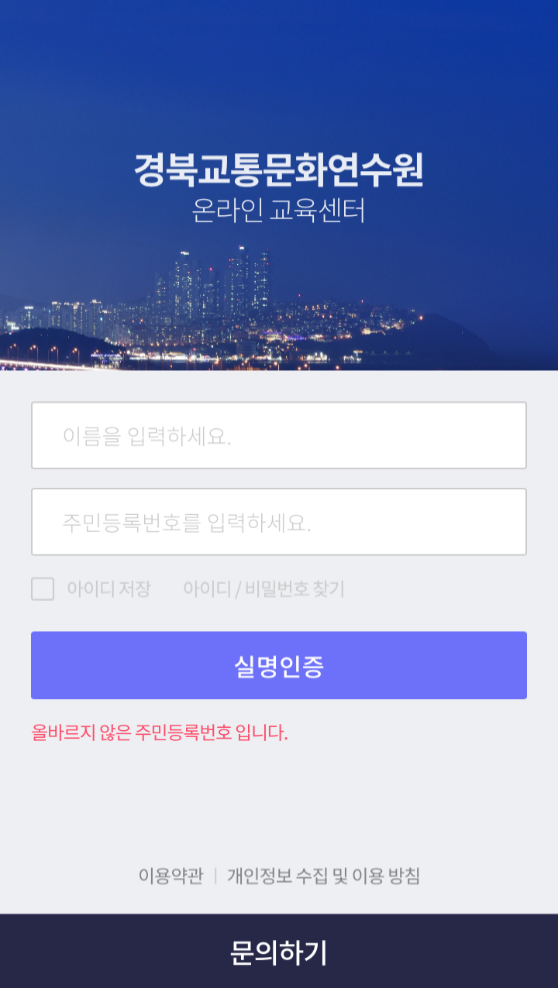 경북교통문화연수원
온라인 교육센터
이름을 입력하세요.
주민등록번호를 입력하세요.
아이디 저장 아이디 / 비밀번호 찾기
실명인증
올바르지 않은 주민등록번호 입니다.
이용약관 | 개인정보 수집 및 이용 방침
문의하기